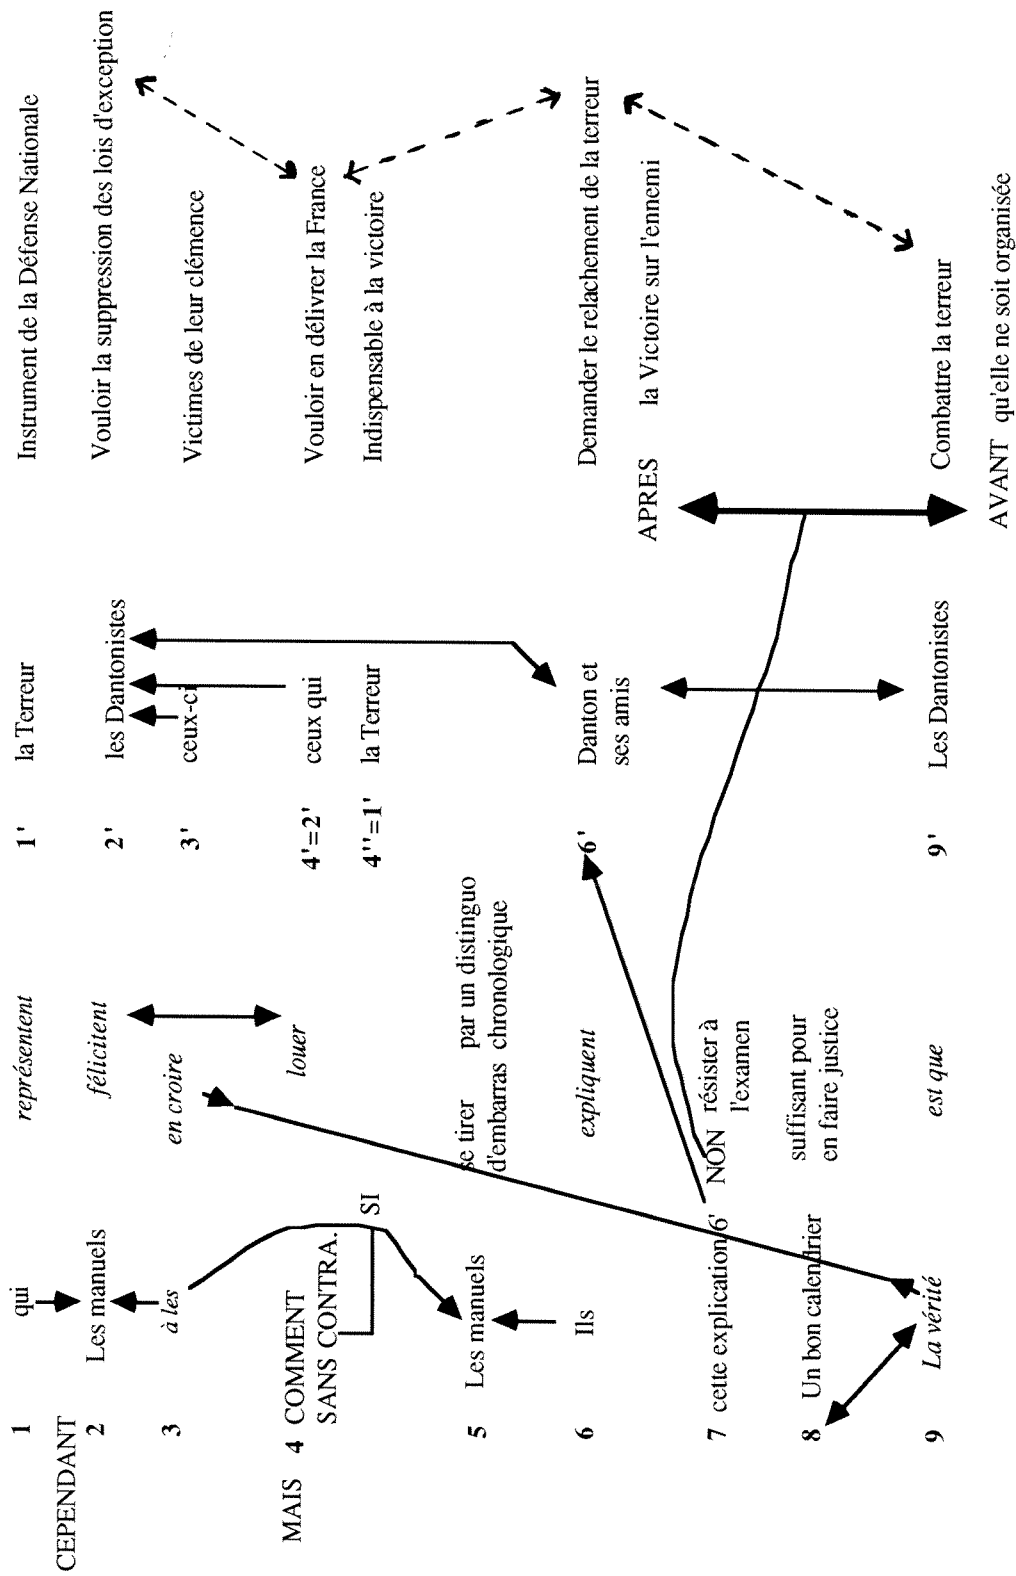 1 qui représentent 1' la Terreur Instrument de la Défense Nationale
CEPENDANT
2 Les manuels félicitent 2' les Dantonistes Vouloir la suppression des lois d'exception
3 à les en croire 3' ceux-ci Victimes de leur clémence
MAIS 4 COMMENT louer 4'=2' ceux qui Vouloir en délivrer la France
SANS CONTRA.
SI 4''=1' la Terreur Indispensable à la victoire
5 Les manuels se tirer par un distinguo
d'embarras chronologique
6 Ils expliquent 6' Danton et Demander le relachement de la terreur
ses amis
APRES la Victoire sur l'ennemi
7 cette explication 6' NON résister à
l'examen
8 Un bon calendrier suffisant pour
en faire justice
9 La vérité est que 9' Les Dantonistes Combattre la terreur
AVANT qu'elle ne soit organisée